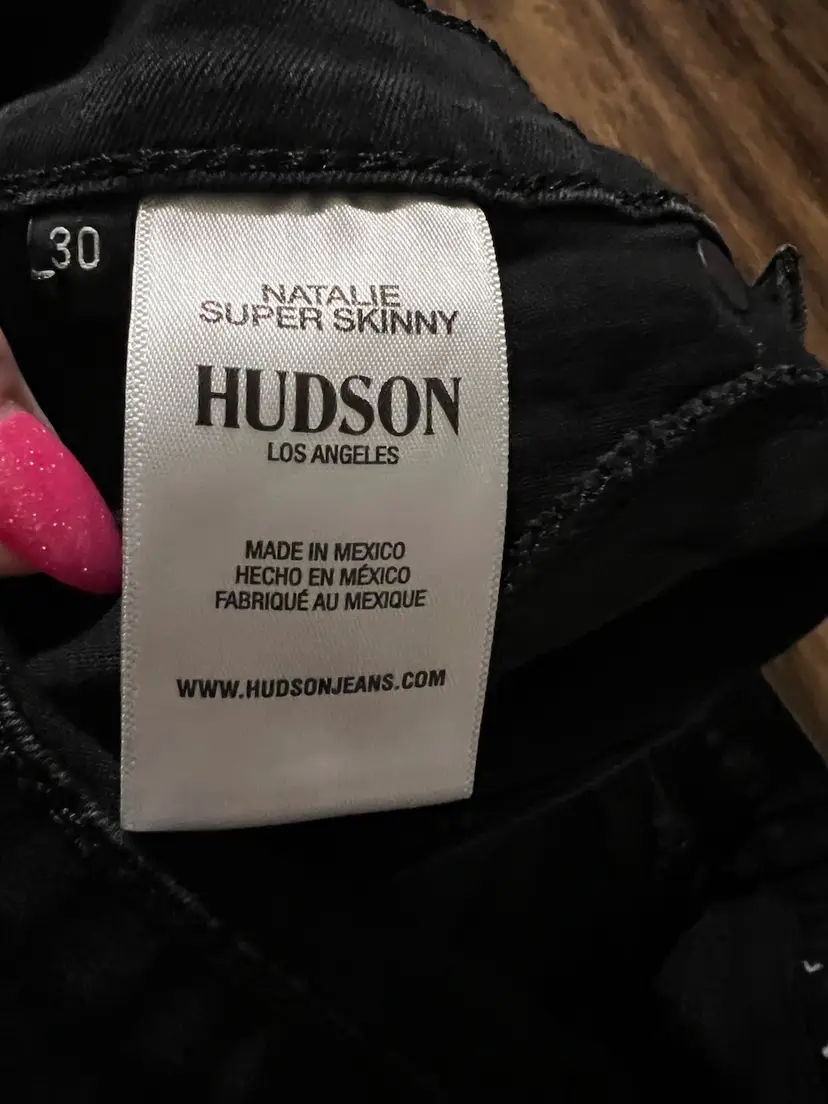 30
NATALIE
SUPER SKINNY
HUDSON
LOS ANGELES
MADE IN MEXICO
HECHO EN MÉXICO
FABRIQUÉ AU MEXIQUE
WWW.HUDSONJEANS.COM